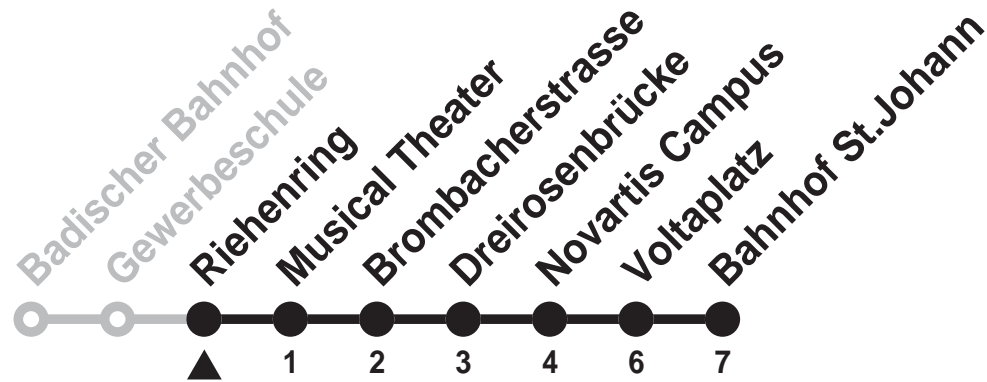 Badischer Bahnhof
Gewerbeschule
Riehenring
Musical Theater
Brombacherstrasse
Dreirosenbrücke
Novartis Campus
Voltaplatz
Bahnhof St.Johann
1 2 3 4 6 7